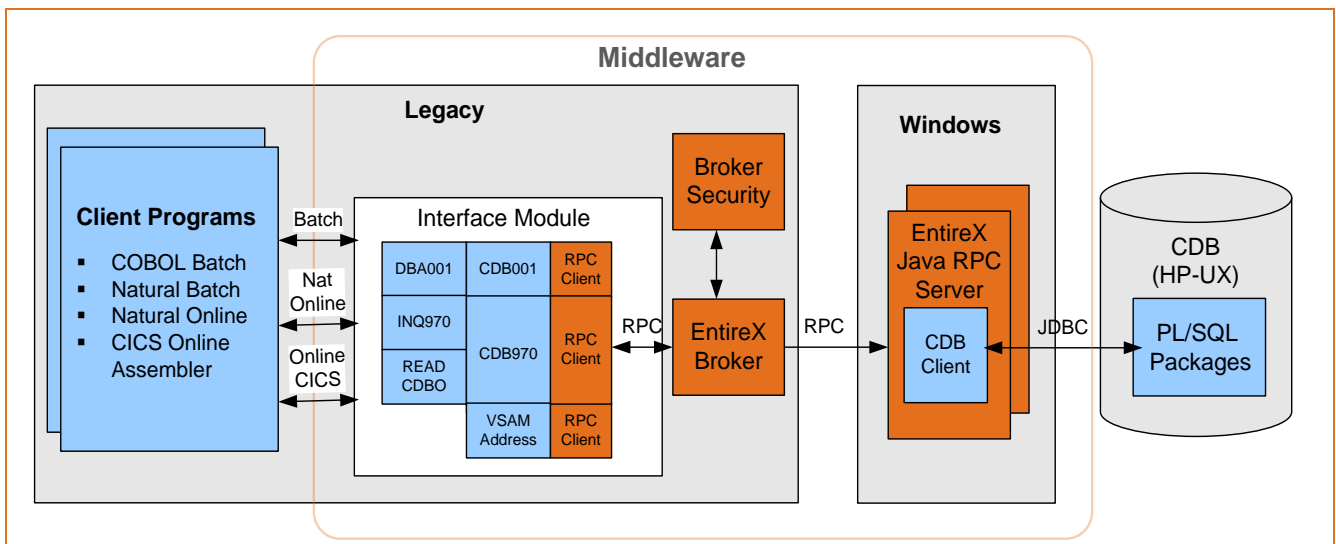 Middleware
Legacy
Client Programs
▪ COBOL Batch
▪ Natural Batch
▪ Natural Online
▪ CICS Online
Assembler
Batch
Nat
Online
Online
CICS
Interface Module
DBA001
CDB001
RPC
Client
INQ970
CDB970
RPC
Client
READ
CDBO
VSAM
Address
RPC
Client
RPC
Broker
Security
EntireX
Broker
RPC
Windows
EntireX
Java RPC
Server
CDB
Client
JDBC
CDB
(HP-UX)
PL/SQL
Packages